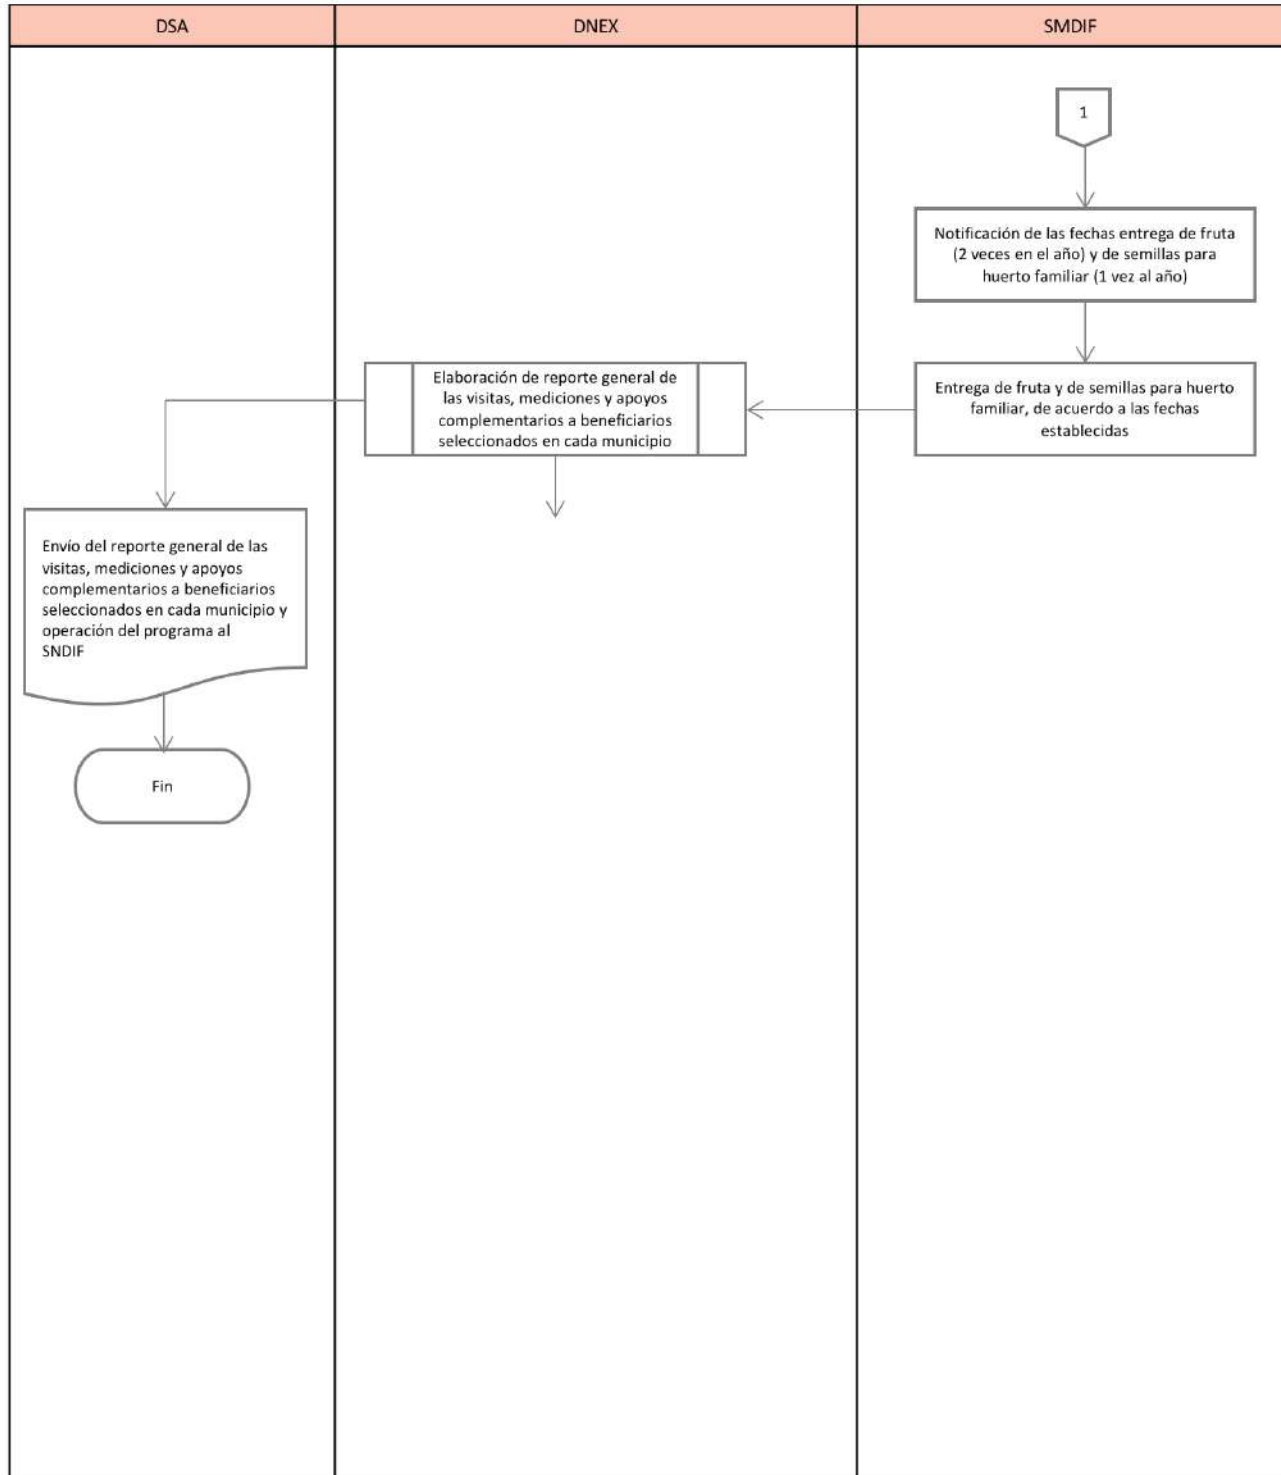 DSA
DNEX
SMDIF
1
Notificación de las fechas entrega de fruta
(2 veces en el año) y de semillas para
huerto familiar (1 vez al año)
Entrega de fruta y de semillas para huerto
familiar, de acuerdo a las fechas
establecidas
Elaboración de reporte general de
las visitas, mediciones y apoyos
complementarios a beneficiarios
seleccionados en cada municipio
Envío del reporte general de las
visitas, mediciones y apoyos
complementarios a beneficiarios
seleccionados en cada municipio y
operación del programa al
SNDIF
Fin